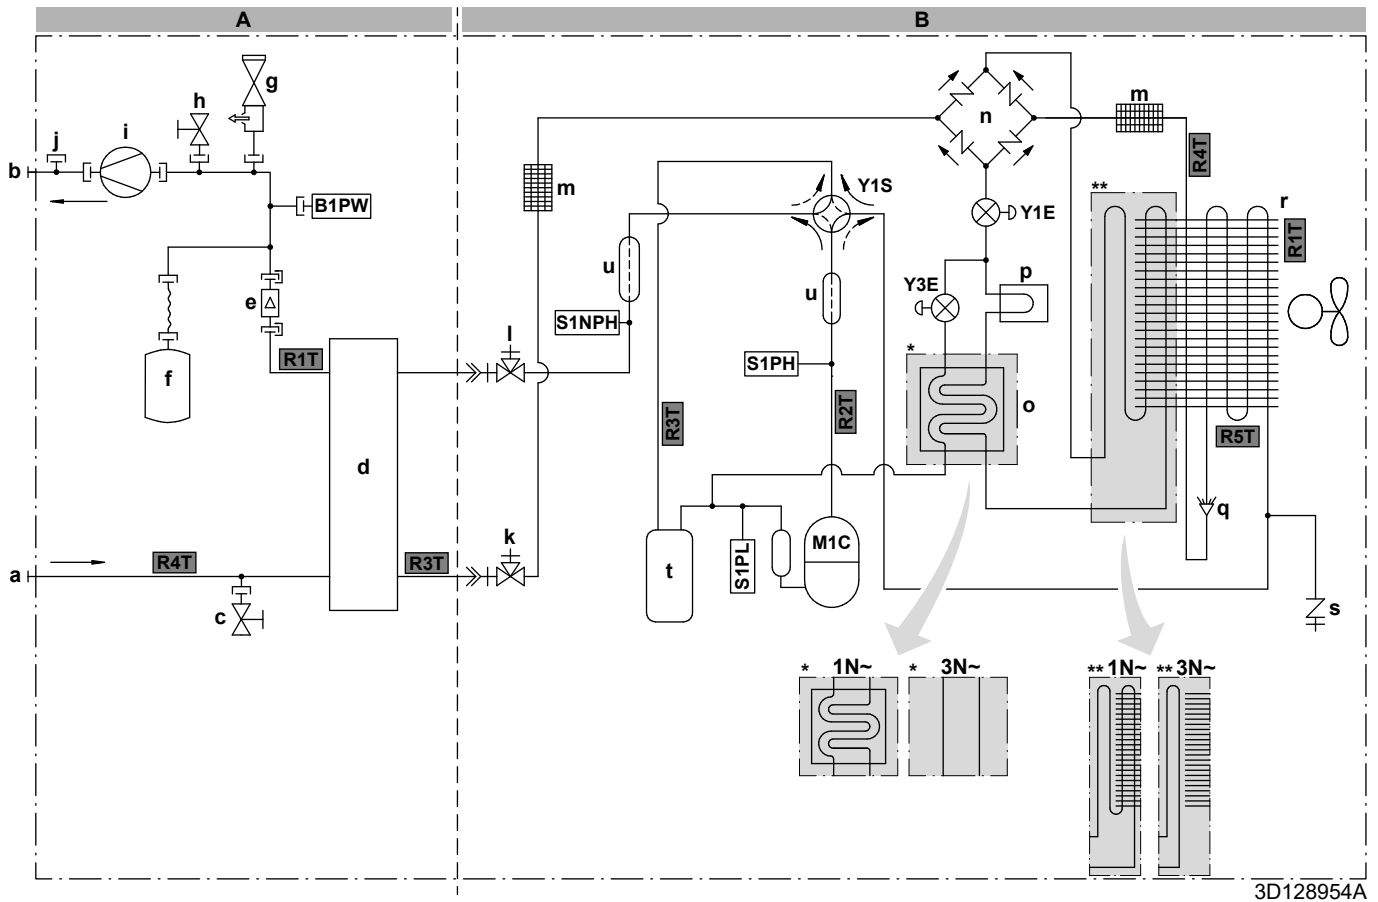 A B
g
h
j i
b
B1PW
e
f
R1T
d
R4T
a
c
R3T
m
u
S1NPH
l
k
Y1S
u
S1PH
R3T
R2T
t
S1PL
M1C
n
m
R4T
Y1E
Y3E
p
*
o
**
r
R1T
R5T
q
s
* 1N~
* 3N~
** 1N~
** 3N~
3D128954A